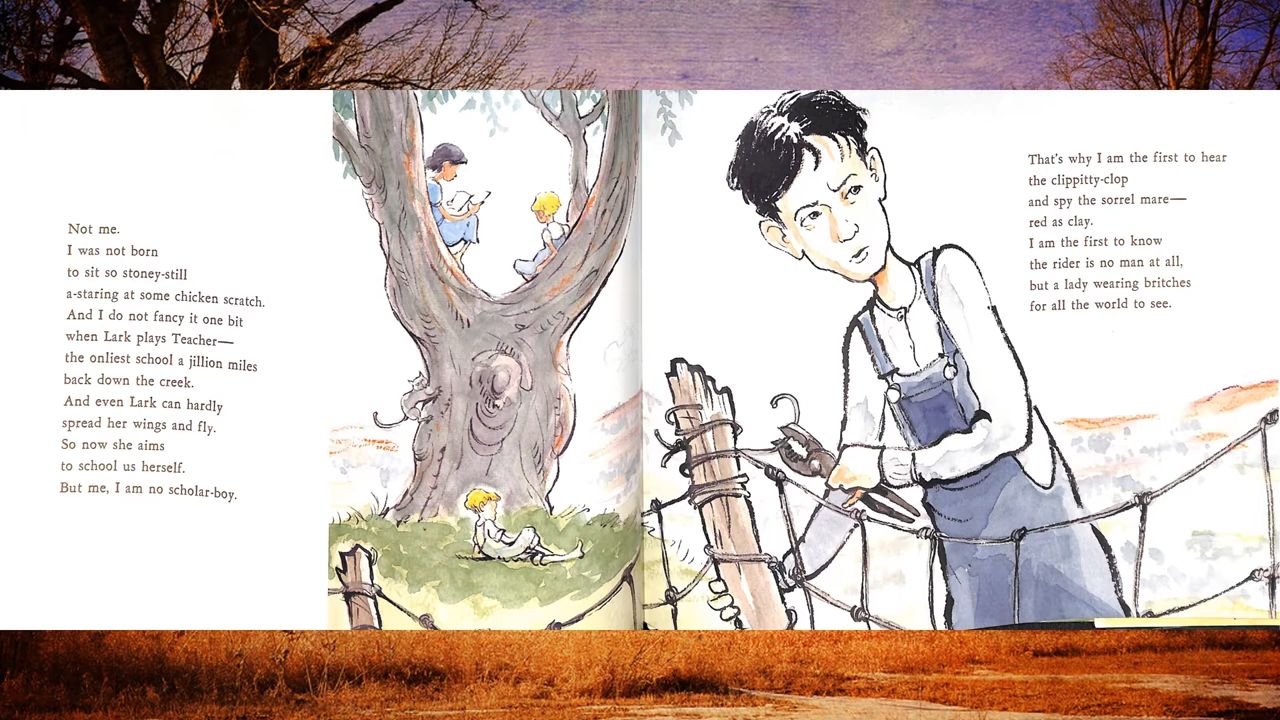 Not me.
I was not born
to sit so stoney-still
a-staring at some chicken scratch.
And I do not fancy it one bit
when Lark plays Teacher—
the onliest school a jillion miles
back down the creek.
And even Lark can hardly
spread her wings and fly.
So now she aims
to school us herself.
But me, I am no scholar-boy.
That's why I am the first to hear
the clippitty-clop
and spy the sorrel mare—
red as clay.
I am the first to know
the rider is no man at all,
but a lady wearing britches
for all the world to see.